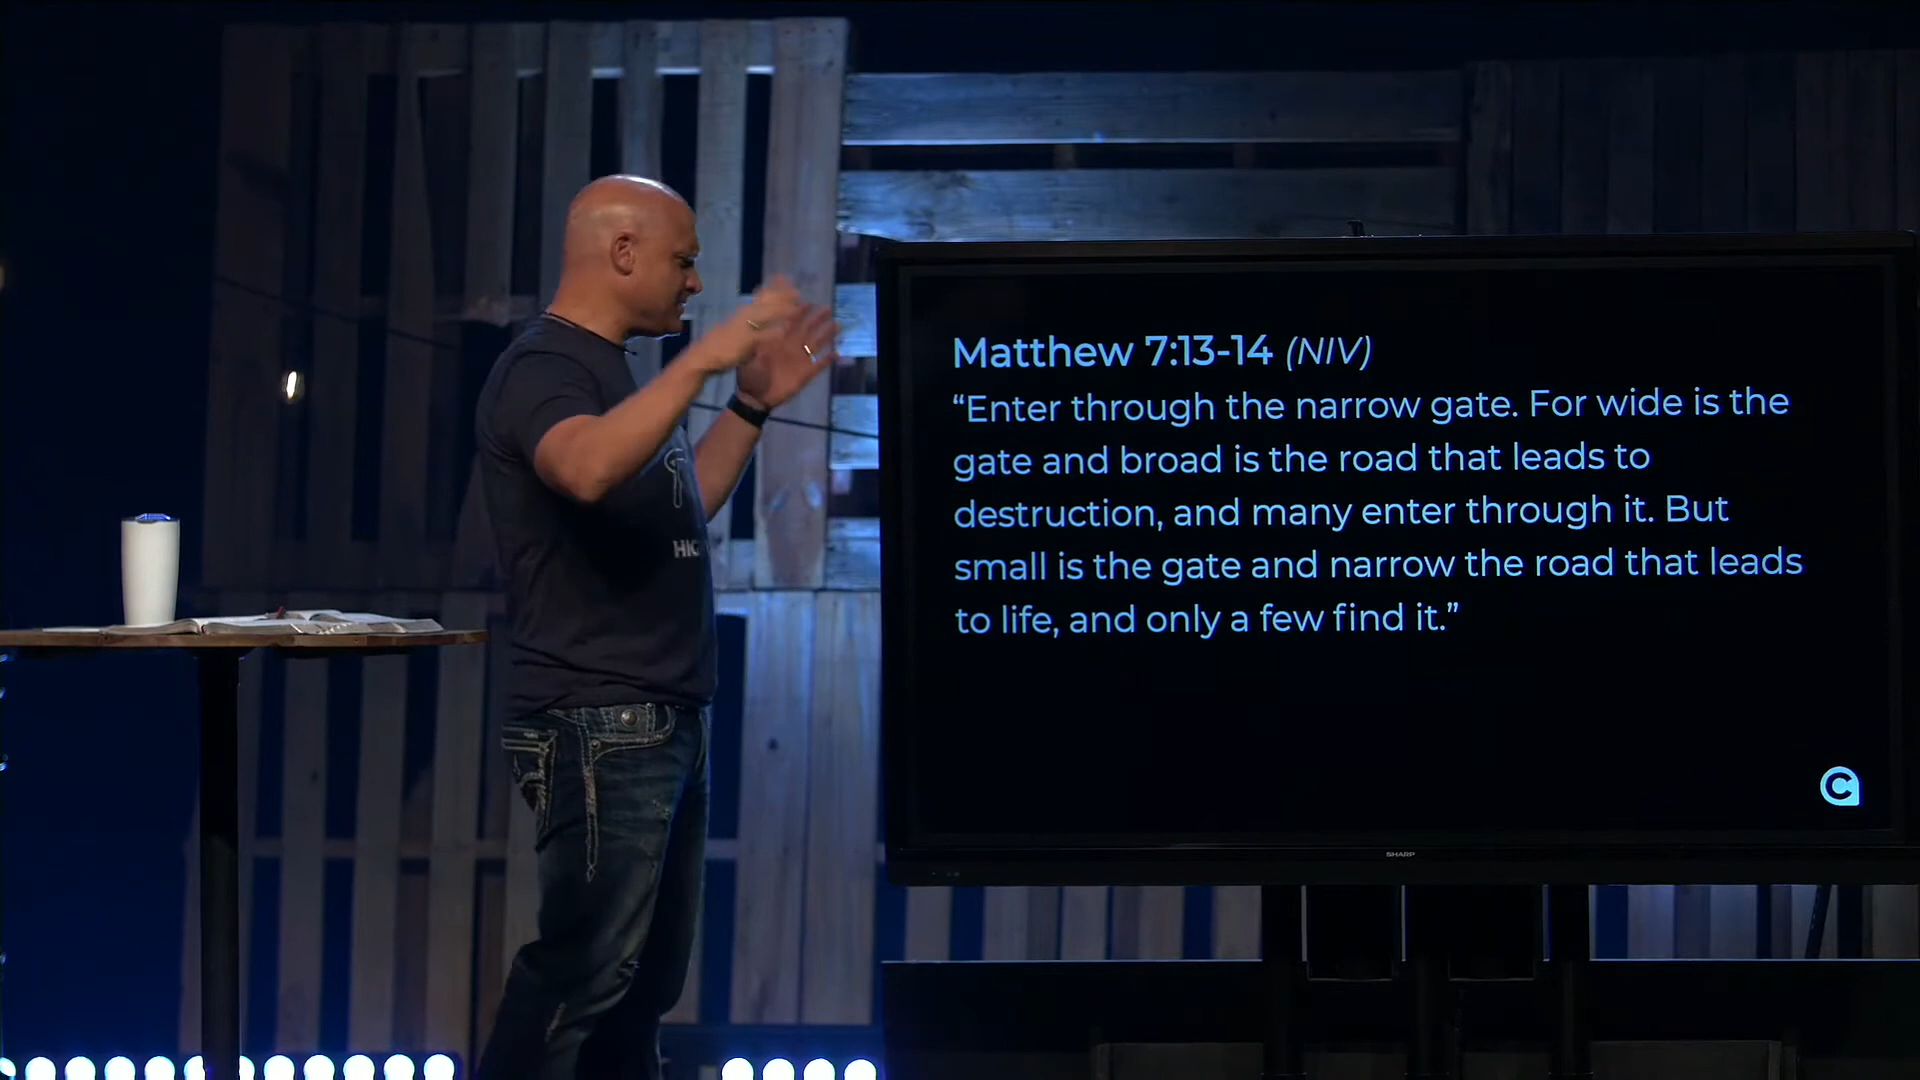 Matthew 7:13-14 (NIV)
“Enter through the narrow gate. For wide is the
gate and broad is the road that leads to
destruction, and many enter through it. But
small is the gate and narrow the road that leads
to life, and only a few find it.”
SHARP